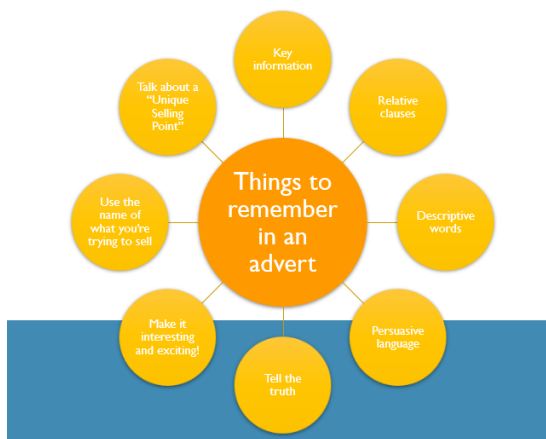 Things to
remember
in an
advert
Key
information
Relative
clauses
Descriptive
words
Persuasive
language
Tell the
truth
Make it
interesting
and exciting!
Use the
name of
what you're
trying to sell
Talk about a
"Unique
Selling
Point"